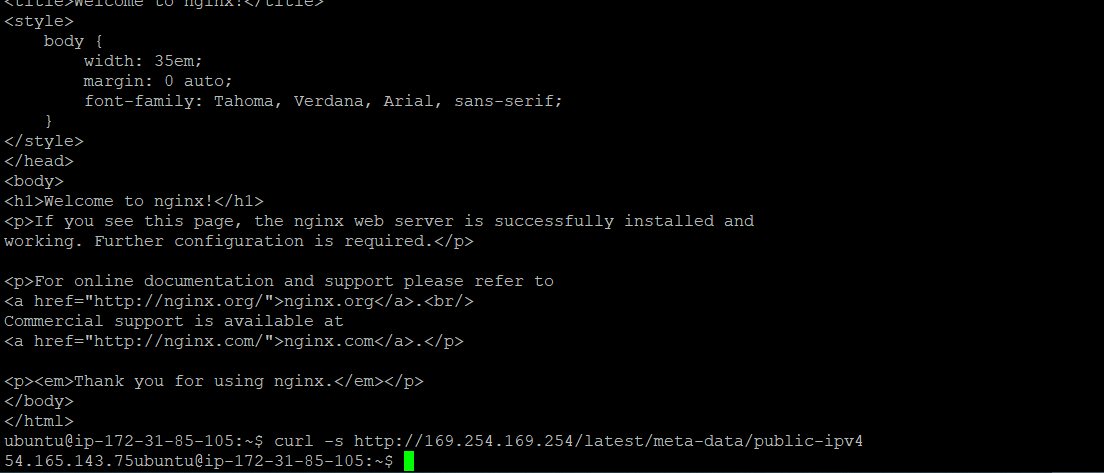 <title>Welcome to nginx!</title>
<style>
    body {
        width: 35em;
        margin: 0 auto;
        font-family: Tahoma, Verdana, Arial, sans-serif;
    }
</style>
</head>
<body>
<h1>Welcome to nginx!</h1>
<p>If you see this page, the nginx web server is successfully installed and
working. Further configuration is required.</p>

<p>For online documentation and support please refer to
<a href="http://nginx.org/">nginx.org</a>.<br/>
Commercial support is available at
<a href="http://nginx.com/">nginx.com</a>.</p>

<p><em>Thank you for using nginx.</em></p>
</body>
</html>
ubuntu@ip-172-31-85-105:~$ curl -s http://169.254.169.254/latest/meta-data/public-ipv4
54.165.143.75ubuntu@ip-172-31-85-105:~$